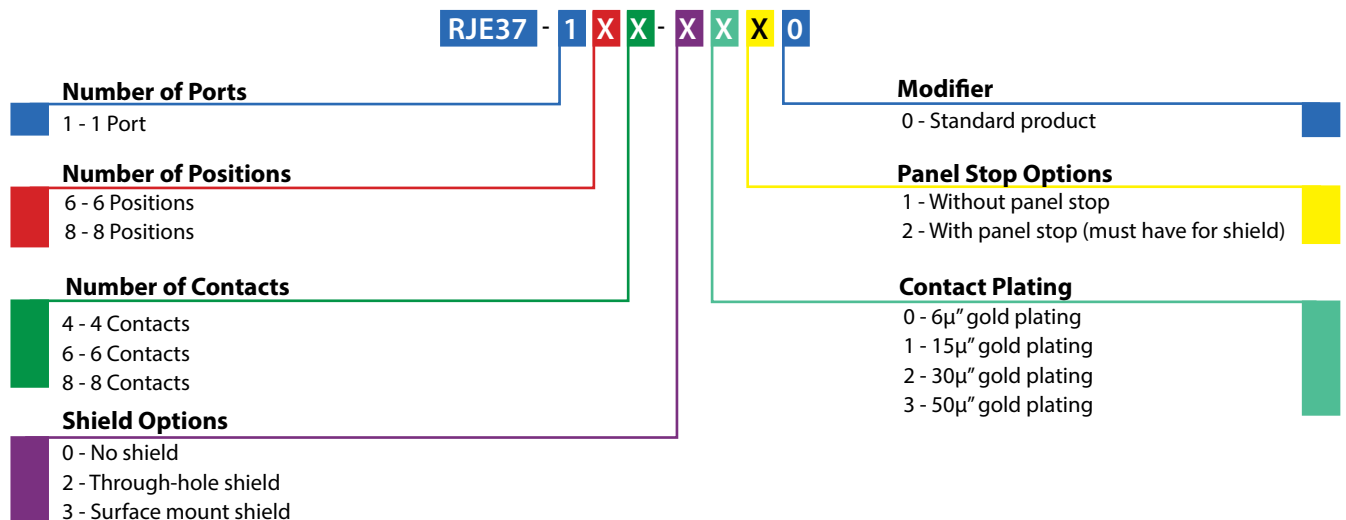 RJE37 - 1 X X - X X X 0
Number of Ports
1 - 1 Port
Number of Positions
6 - 6 Positions
8 - 8 Positions
Number of Contacts
4 - 4 Contacts
6 - 6 Contacts
8 - 8 Contacts
Shield Options
0 - No shield
2 - Through-hole shield
3 - Surface mount shield
Modifier
0 - Standard product
Panel Stop Options
1 - Without panel stop
2 - With panel stop (must have for shield)
Contact Plating
0 - 6µ” gold plating
1 - 15µ” gold plating
2 - 30µ” gold plating
3 - 50µ” gold plating